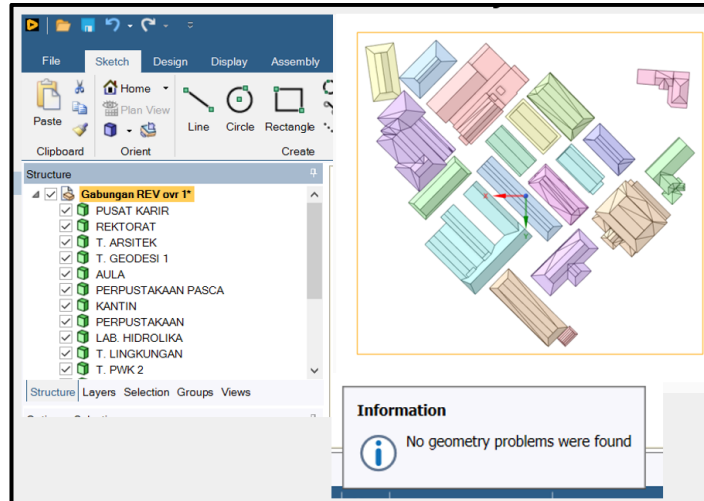 File Sketch Design Display Assembly
Home
Plan View
Paste
Line Circle Rectangle
Clipboard Orient Create
Structure
Gabungan REV ovr 1*
PUSAT KARIR
REKTORAT
T. ARSITEK
T. GEODESI 1
AULA
PERPUSTAKAAN PASCA
KANTIN
PERPUSTAKAAN
LAB. HIDROLIKA
T. LINGKUNGAN
T. PWK 2
Structure Layers Selection Groups Views
X
Y
Information
No geometry problems were found